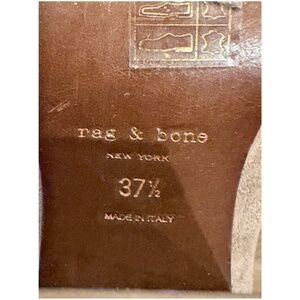 rag & bone
NEW YORK
37½
MADE IN ITALY